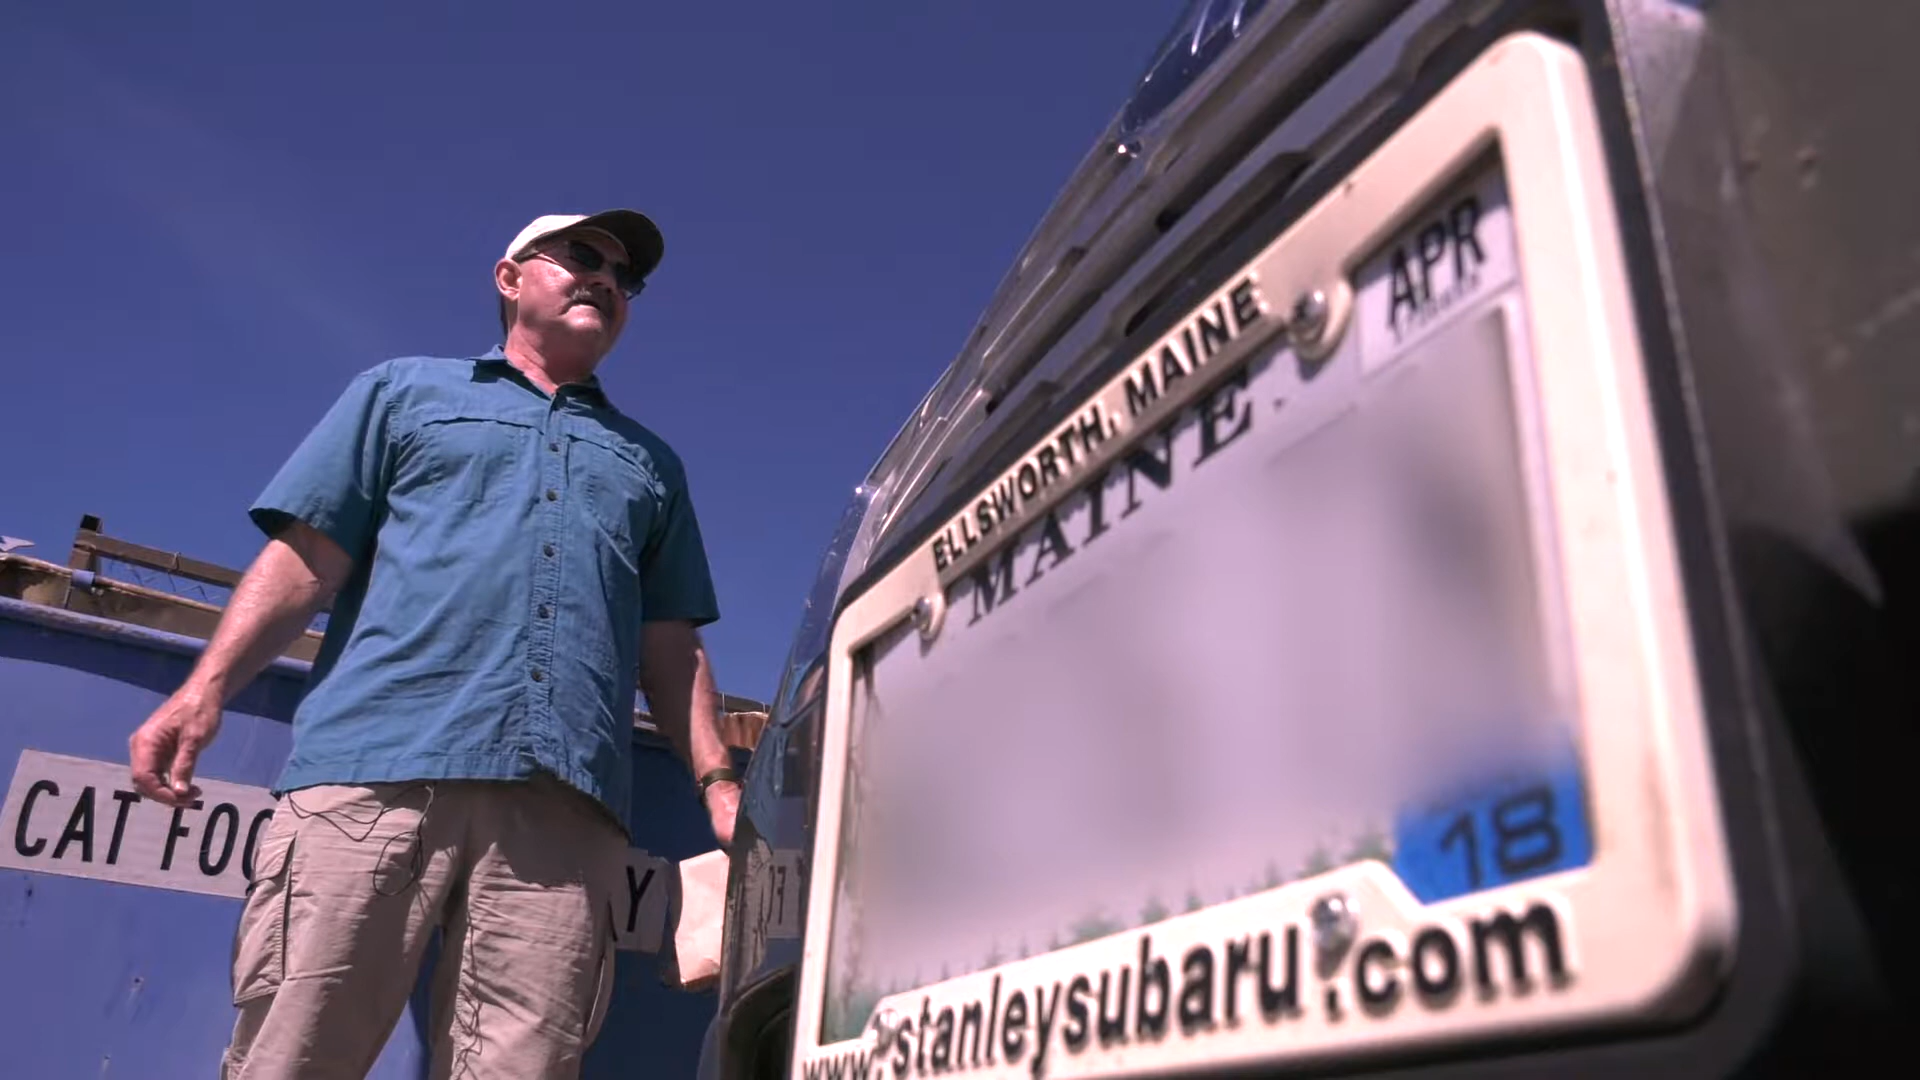 ELLSWORTH, MAINE
MAINE
APR
18
www.stanleysubaru.com
CAT FOO
Y